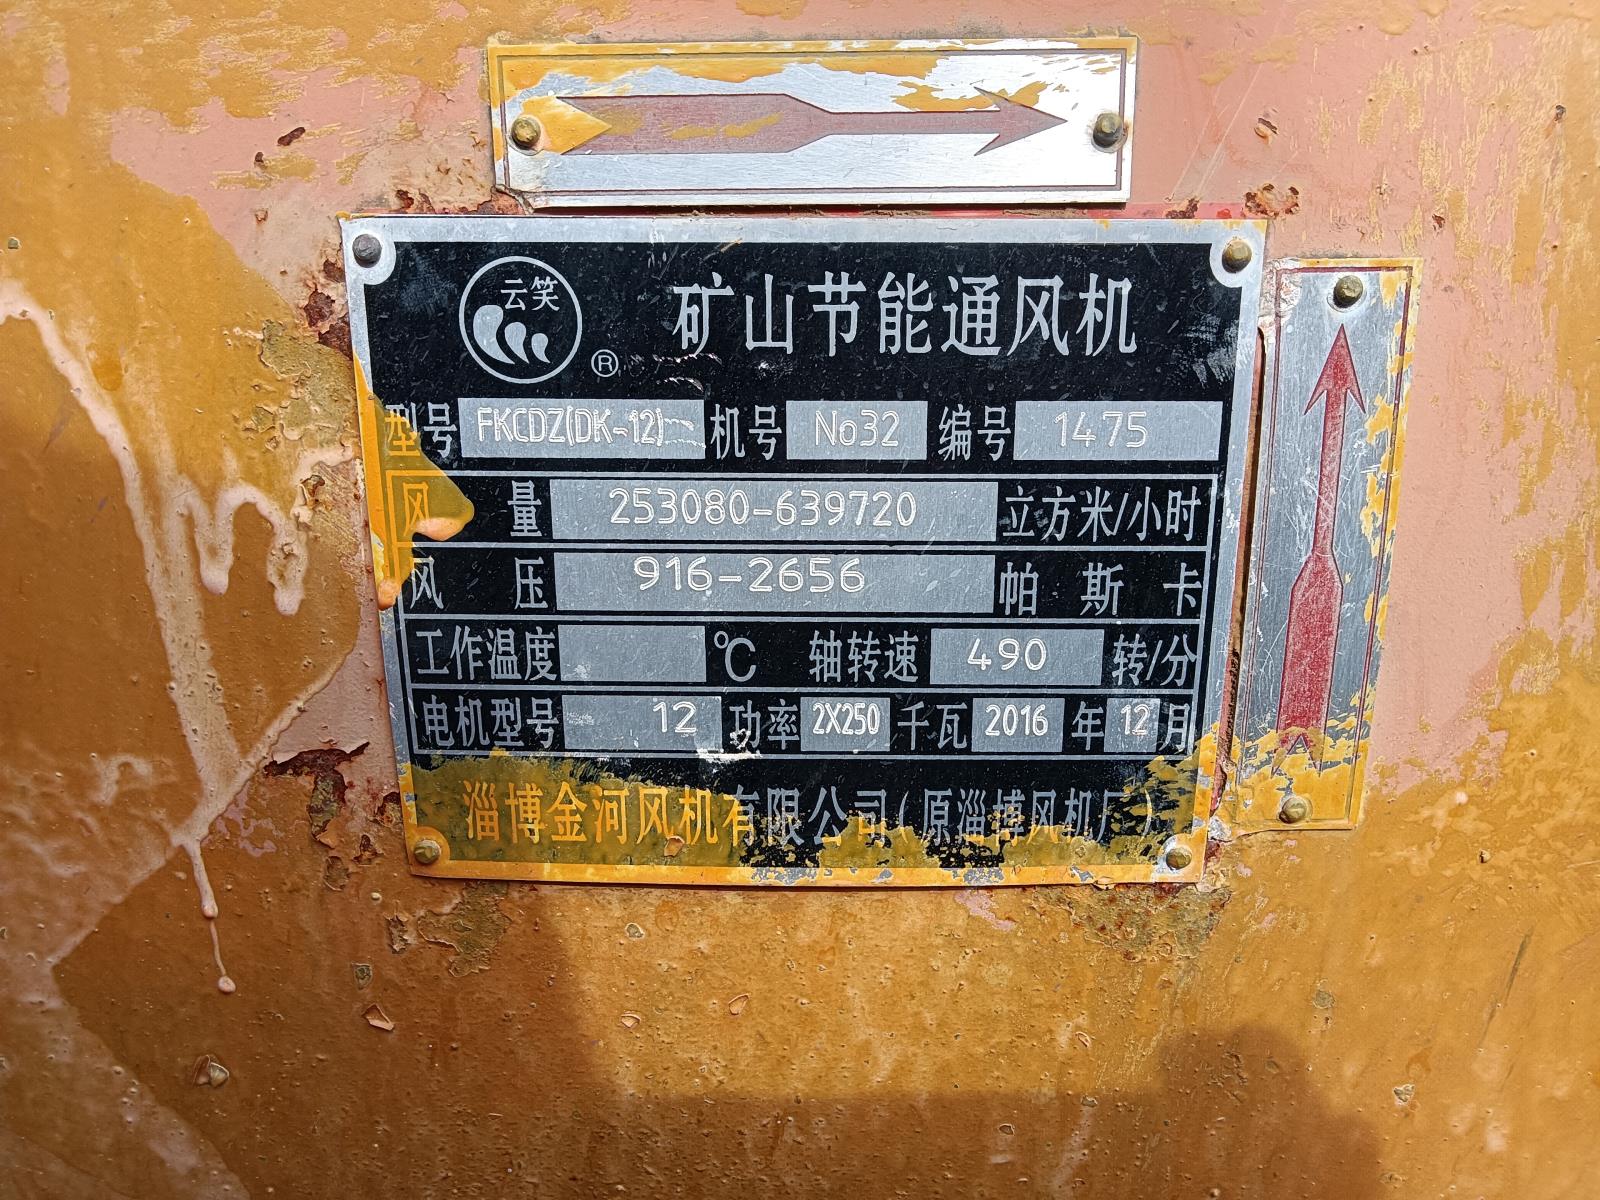 云笑
®
矿山节能通风机
型号 FKCDZ(DK-12) 机号 No32 编号 1475
风量 253080-639720 立方米/小时
风压 916-2656 帕斯卡
工作温度 ℃ 轴转速 490 转/分
电机型号 12 功率 2X250 千瓦 2016 年 12 月
淄博金河风机有限公司(原淄博风机厂)